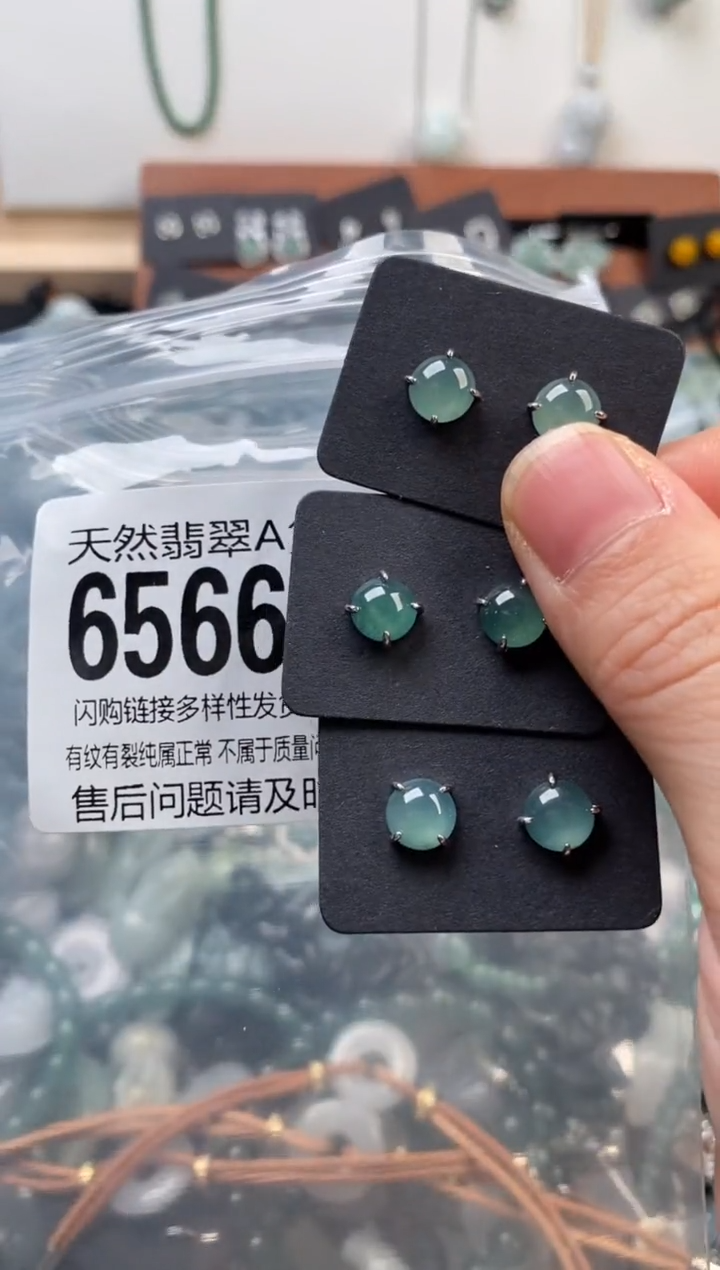 天然翡翠A
6566
闪购链接多样性发
有纹有裂纯属正常 不属于质量
售后问题请及